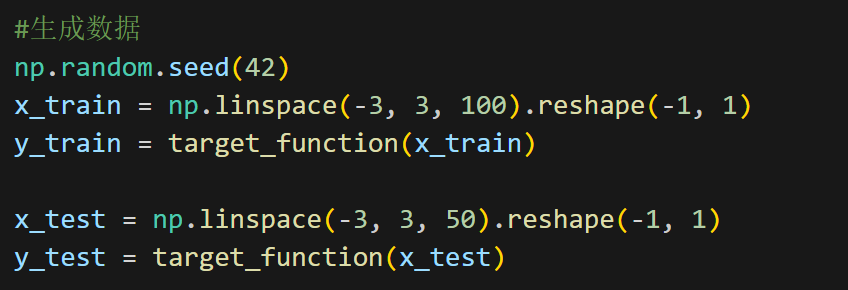 #生成数据
np.random.seed(42)
x_train = np.linspace(-3, 3, 100).reshape(-1, 1)
y_train = target_function(x_train)
x_test = np.linspace(-3, 3, 50).reshape(-1, 1)
y_test = target_function(x_test)